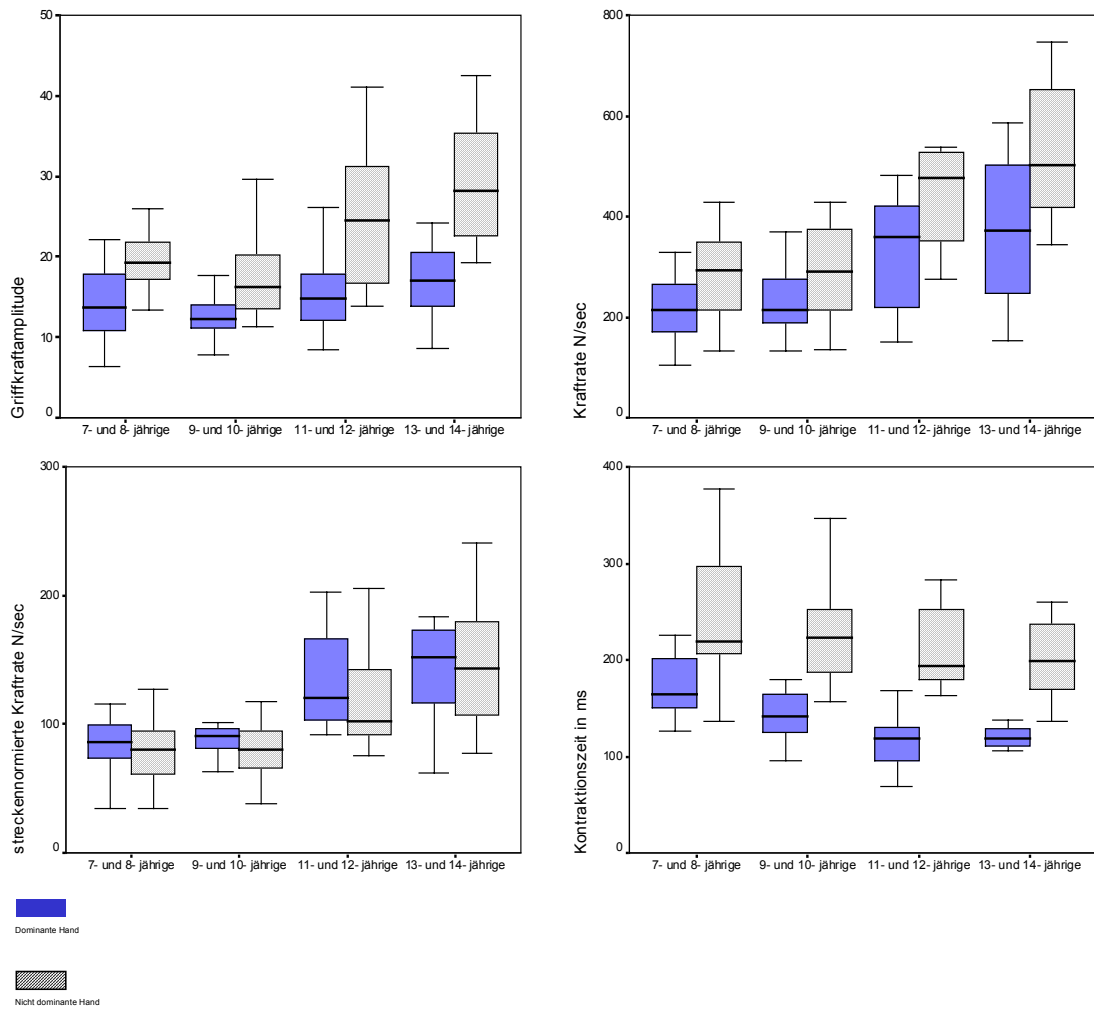 50
40
30
20
10
0
Griffkraftamplitude
7- und 8- jährige
9- und 10- jährige
11- und 12- jährige
13- und 14- jährige
800
600
400
200
0
Kraftrate N/sec
7- und 8- jährige
9- und 10- jährige
11- und 12- jährige
13- und 14- jährige
300
200
100
0
streckennormierte Kraftrate N/sec
7- und 8- jährige
9- und 10- jährige
11- und 12- jährige
13- und 14- jährige
400
300
200
100
0
Kontraktionszeit in ms
7- und 8- jährige
9- und 10- jährige
11- und 12- jährige
13- und 14- jährige
Dominante Hand
Nicht dominante Hand